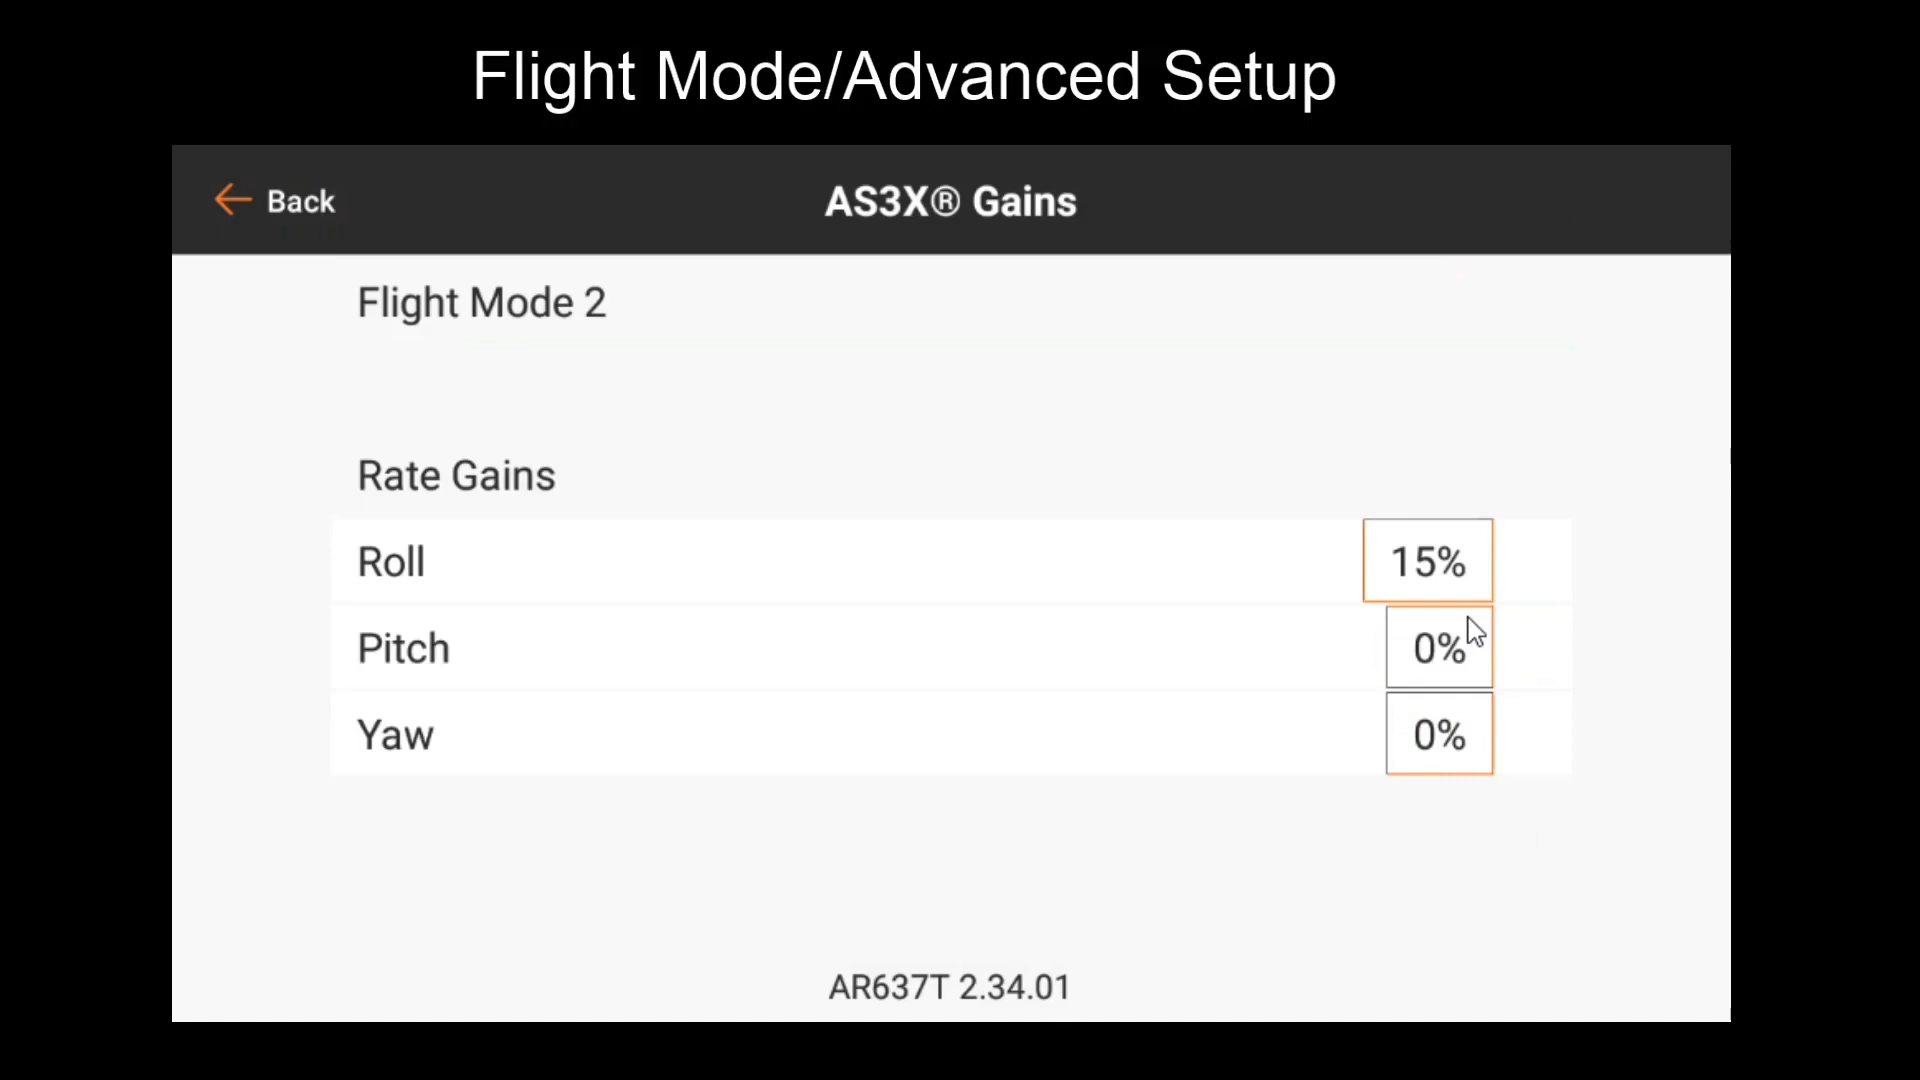 Flight Mode/Advanced Setup
Back
AS3X® Gains
Flight Mode 2
Rate Gains
Roll 15%
Pitch 0%
Yaw 0%
AR637T 2.34.01